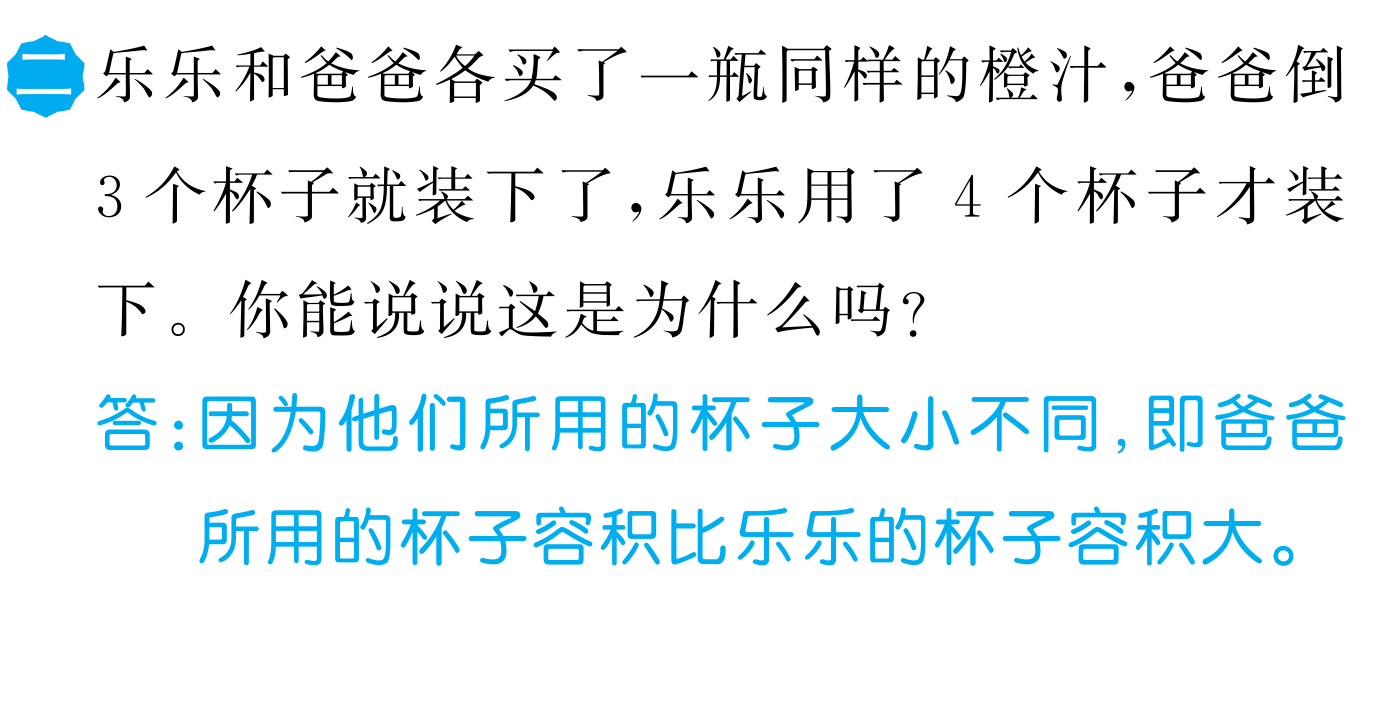 二 乐乐和爸爸各买了一瓶同样的橙汁,爸爸倒
3 个杯子就装下了,乐乐用了 4 个杯子才装
下。你能说说这是为什么吗?
答:因为他们所用的杯子大小不同,即爸爸
所用的杯子容积比乐乐的杯子容积大。